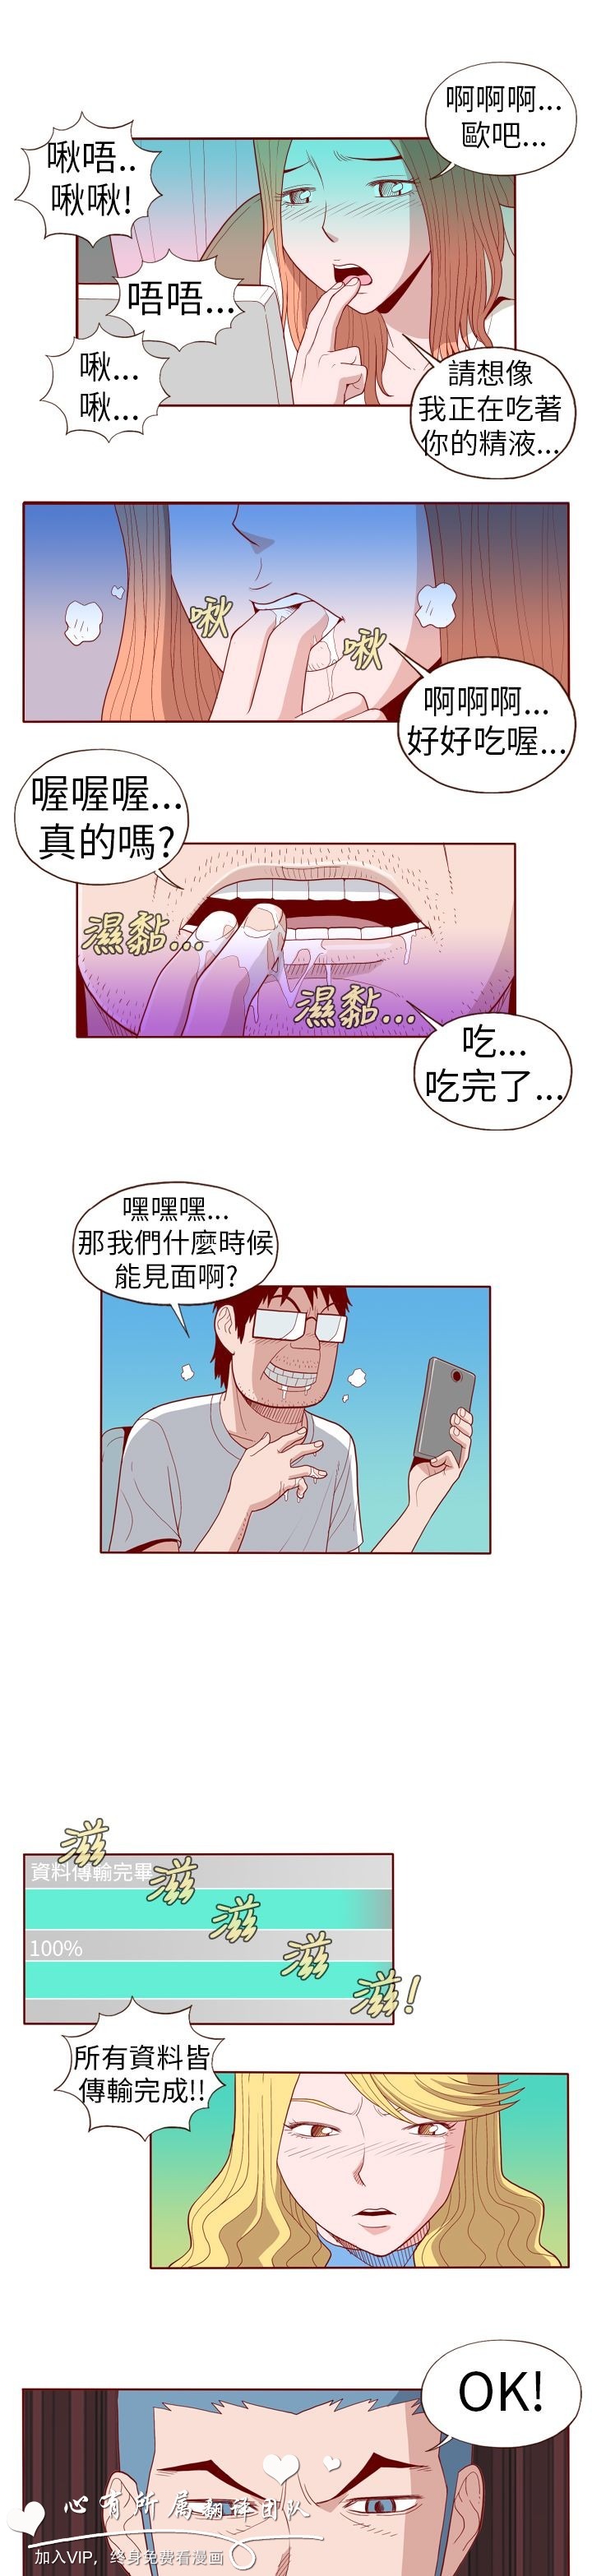 啊啊啊...
歐吧...
啾唔..
啾啾!
唔唔...
啾...
啾...
請想像
我正在吃著
你的精液...
啾
啾
啊啊啊...
好好吃喔...
喔喔喔...
真的嗎?
濕黏...
濕黏...
吃...
吃完了...
嘿嘿嘿...
那我們什麼時候
能見面啊?
滋
資料傳輸完畢
滋
滋
100%
滋
滋!
所有資料皆
傳輸完成!!
OK!
心有所属翻译团队
加入VIP，终身免费看漫画